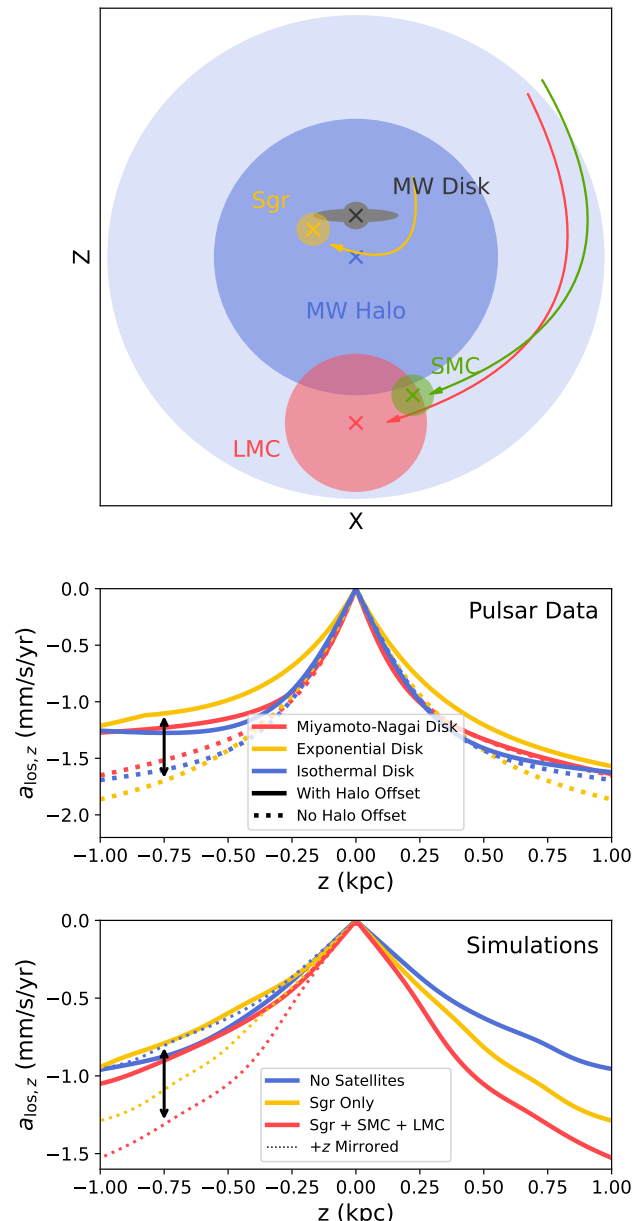 MW Disk
Sgr
Z
MW Halo
SMC
LMC
X
0.0
Pulsar Data
−0.5
a_los,z (mm/s/yr)
−1.0
Miyamoto-Nagai Disk
Exponential Disk
−1.5
Isothermal Disk
With Halo Offset
−2.0
No Halo Offset
−1.00 −0.75 −0.50 −0.25 0.00 0.25 0.50 0.75 1.00
z (kpc)
0.0
Simulations
−0.5
a_los,z (mm/s/yr)
−1.0
No Satellites
Sgr Only
Sgr + SMC + LMC
−1.5
+z Mirrored
−1.00 −0.75 −0.50 −0.25 0.00 0.25 0.50 0.75 1.00
z (kpc)